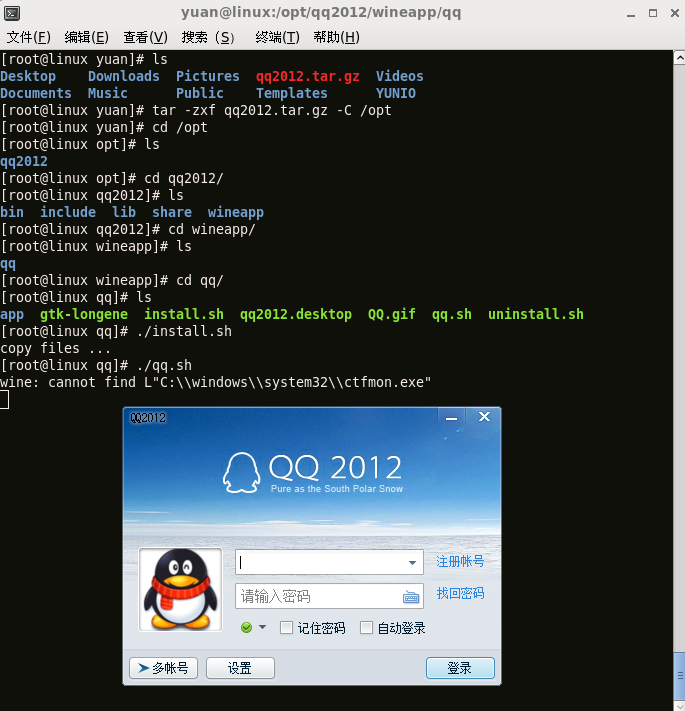 yuan@linux:/opt/qq2012/wineapp/qq
文件(F) 编辑(E) 查看(V) 搜索 (S) 终端(T) 帮助(H)
[root@linux yuan]# ls
Desktop Downloads Pictures qq2012.tar.gz Videos
Documents Music Public Templates YUNIO
[root@linux yuan]# tar -zxf qq2012.tar.gz -C /opt
[root@linux yuan]# cd /opt
[root@linux opt]# ls
qq2012
[root@linux opt]# cd qq2012/
[root@linux qq2012]# ls
bin include lib share wineapp
[root@linux qq2012]# cd wineapp/
[root@linux wineapp]# ls
qq
[root@linux wineapp]# cd qq/
[root@linux qq]# ls
app gtk-longene install.sh qq2012.desktop QQ.gif qq.sh uninstall.sh
[root@linux qq]# ./install.sh
copy files ...
[root@linux qq]# ./qq.sh
wine: cannot find L"C:\\windows\\system32\\ctfmon.exe"
QQ2012
QQ 2012
Pure as the South Polar Snow
注册帐号
请输入密码 找回密码
记住密码 自动登录
多帐号 设置 登录